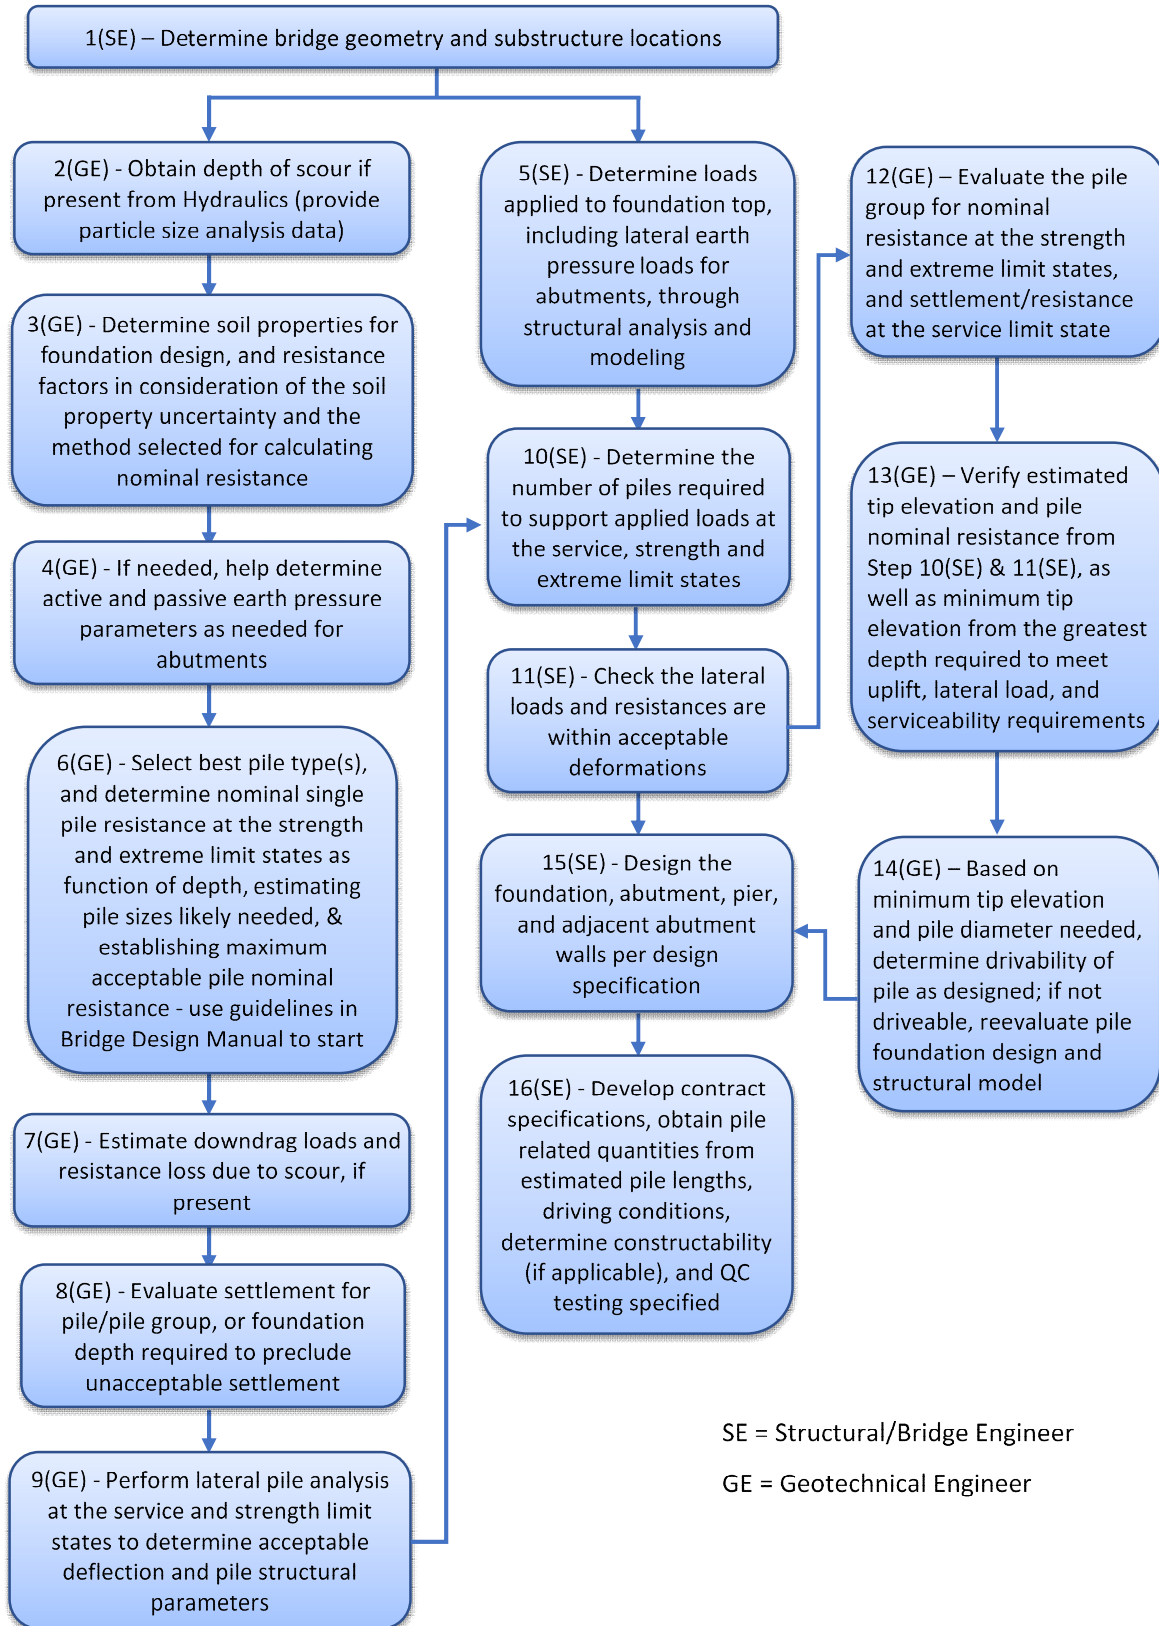 1(SE) – Determine bridge geometry and substructure locations
2(GE) - Obtain depth of scour if
present from Hydraulics (provide
particle size analysis data)
3(GE) - Determine soil properties for
foundation design, and resistance
factors in consideration of the soil
property uncertainty and the
method selected for calculating
nominal resistance
4(GE) - If needed, help determine
active and passive earth pressure
parameters as needed for
abutments
6(GE) - Select best pile type(s),
and determine nominal single
pile resistance at the strength
and extreme limit states as
function of depth, estimating
pile sizes likely needed, &
establishing maximum
acceptable pile nominal
resistance - use guidelines in
Bridge Design Manual to start
7(GE) - Estimate downdrag loads and
resistance loss due to scour, if
present
8(GE) - Evaluate settlement for
pile/pile group, or foundation
depth required to preclude
unacceptable settlement
9(GE) - Perform lateral pile analysis
at the service and strength limit
states to determine acceptable
deflection and pile structural
parameters
5(SE) - Determine loads
applied to foundation top,
including lateral earth
pressure loads for
abutments, through
structural analysis and
modeling
10(SE) - Determine the
number of piles required
to support applied loads at
the service, strength and
extreme limit states
11(SE) - Check the lateral
loads and resistances are
within acceptable
deformations
15(SE) - Design the
foundation, abutment, pier,
and adjacent abutment
walls per design
specification
16(SE) - Develop contract
specifications, obtain pile
related quantities from
estimated pile lengths,
driving conditions,
determine constructability
(if applicable), and QC
testing specified
12(GE) – Evaluate the pile
group for nominal
resistance at the strength
and extreme limit states,
and settlement/resistance
at the service limit state
13(GE) – Verify estimated
tip elevation and pile
nominal resistance from
Step 10(SE) & 11(SE), as
well as minimum tip
elevation from the greatest
depth required to meet
uplift, lateral load, and
serviceability requirements
14(GE) – Based on
minimum tip elevation
and pile diameter needed,
determine drivability of
pile as designed; if not
driveable, reevaluate pile
foundation design and
structural model
SE = Structural/Bridge Engineer
GE = Geotechnical Engineer